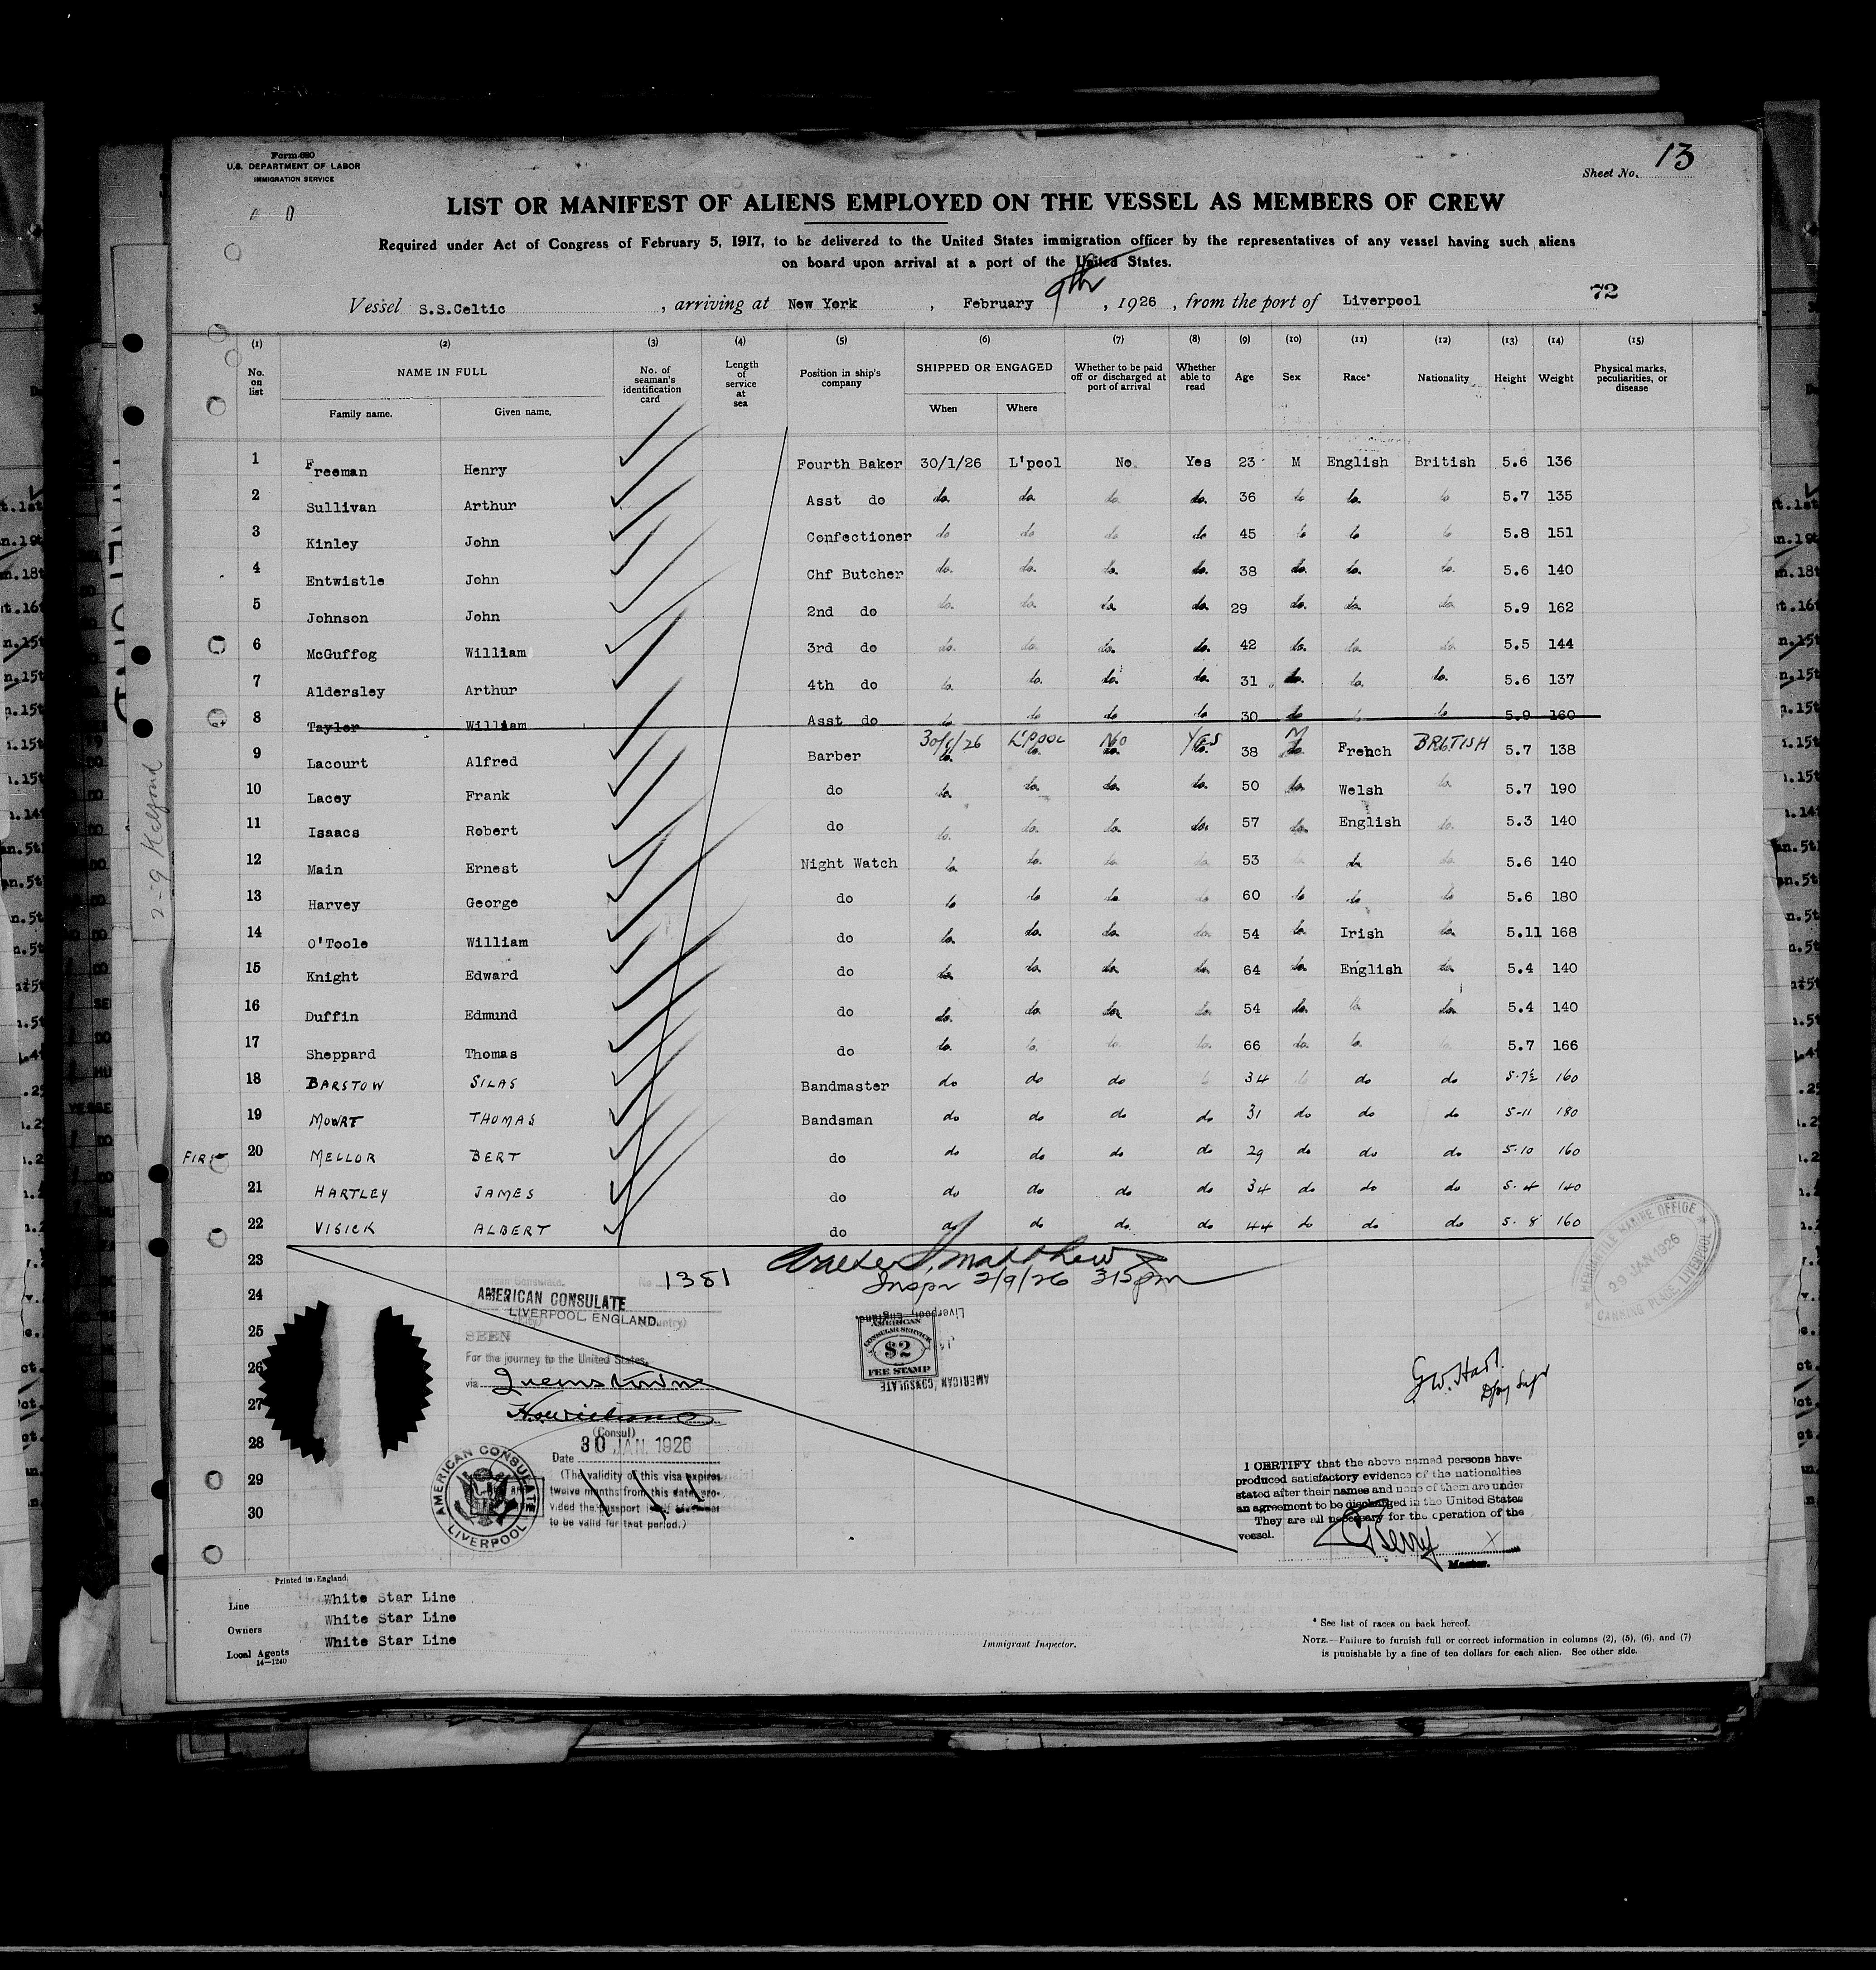 Form 680
U.S. DEPARTMENT OF LABOR
IMMIGRATION SERVICE
Sheet No. 13
LIST OR MANIFEST OF ALIENS EMPLOYED ON THE VESSEL AS MEMBERS OF CREW
Required under Act of Congress of February 5, 1917, to be delivered to the United States immigration officer by the representatives of any vessel having such aliens
on board upon arrival at a port of the United States.
Vessel S.S.Celtic, arriving at New York, February 9th, 1926, from the port of Liverpool 72
(1) (2) (3) (4) (5) (6) (7) (8) (9) (10) (11) (12) (13) (14) (15)
No. on list NAME IN FULL No. of seaman's identification card Length of service at sea Position in ship's company SHIPPED OR ENGAGED Whether to be paid off or discharged at port of arrival Whether able to read Age Sex Race* Nationality Height Weight Physical marks, peculiarities, or disease
Family name. Given name. When Where
1 Freeman Henry Fourth Baker 30/1/26 L'pool No Yes 23 M English British 5.6 136
2 Sullivan Arthur Asst do do. do. do. do. 36 do do. do 5.7 135
3 Kinley John Confectioner do do do do 45 do do do 5.8 151
4 Entwistle John Chf Butcher do. do. do. do. 38 do. do. do. 5.6 140
5 Johnson John 2nd do do. do. do. do. 29 do. do. do. 5.9 162
6 McGuffog William 3rd do do. do. do. do. 42 do. do. do. 5.5 144
7 Aldersley Arthur 4th do do. do. do. do. 31 do. do. do. 5.6 137
8 Taylor William Asst do do do do do 30 do do do 5.9 160
9 Lacourt Alfred Barber 30/1/26 L'POOL NO YES 38 M French BRITISH 5.7 138
10 Lacey Frank do do. do. do. do. 50 do. Welsh do. 5.7 190
11 Isaacs Robert do do. do. do. do. 57 do. English do. 5.3 140
12 Main Ernest Night Watch do. do. do. do. 53 do do. do. 5.6 140
13 Harvey George do do do do do 60 do do do 5.6 180
14 O'Toole William do do. do. do. do. 54 do. Irish do. 5.11 168
15 Knight Edward do do. do. do. do. 64 do. English do. 5.4 140
16 Duffin Edmund do do. do. do. do. 54 do. do. do. 5.4 140
17 Sheppard Thomas do do. do. do. do. 66 do. do. do. 5.7 166
18 BARSTOW SILAS Bandmaster do do do do 34 do do do 5.7½ 160
19 MOWRT THOMAS Bandsman do do do do 31 do do do 5-11 180
FIRST 20 MELLOR BERT do do do do do 29 do do do 5.10 160
21 HARTLEY JAMES do do do do do 34 do do do 5.4 140
22 VISICK ALBERT do do do do do 44 do do do 5.8 160
23
24
25
26
27
28
29
30
Walter S. Matthews
Inspr 2/9/26 315pm
No. 1381
AMERICAN CONSULATE
LIVERPOOL, ENGLAND.
SEEN
For the journey to the United States,
via Queenstown
(Consul)
Date 30 JAN. 1926
(The validity of this visa expires
twelve months from this date, pro-
vided the passport
to be valid for that period.)
AMERICAN CONSULATE LIVERPOOL
AMERICAN
CONSULAR SERVICE
$2
FEE STAMP
AMERICAN CONSULATE
Liverpool, England.
MERCANTILE MARINE OFFICE
29 JAN 1926
CANNING PLACE, LIVERPOOL
G.W. Hart.
I CERTIFY that the above named persons have
produced satisfactory evidence of the nationalties
stated after their names and none of them are under
an agreement to be discharged in the United States
They are all necessary for the operation of the
vessel.
Berry
Master.
Printed in England.
Line White Star Line
Owners White Star Line
Local Agents White Star Line
14—1240
Immigrant Inspector.
* See list of races on back hereof.
NOTE.—Failure to furnish full or correct information in columns (2), (5), (6), and (7)
is punishable by a fine of ten dollars for each alien. See other side.